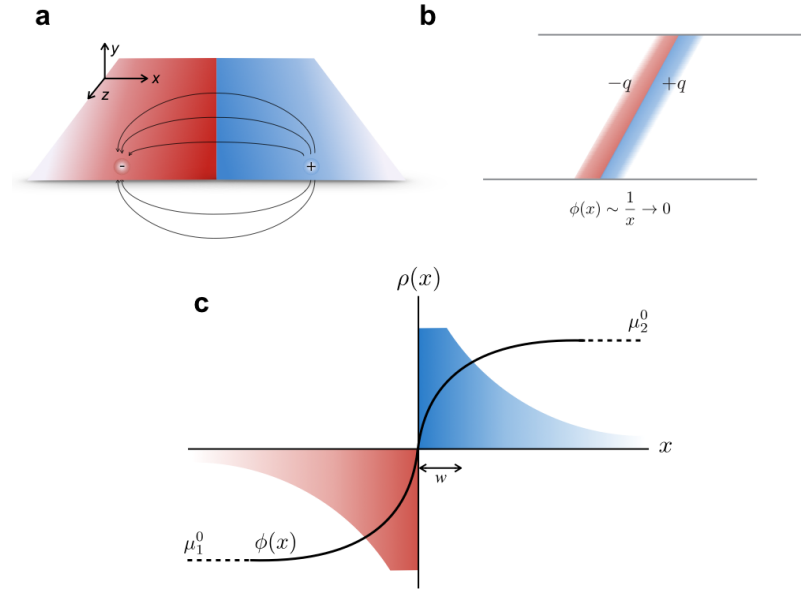 a
y
x
z
-
+
b
−q +q
ϕ(x) ∼ 1/x → 0
c
ρ(x)
μ₂⁰
x
w
μ₁⁰ ϕ(x)